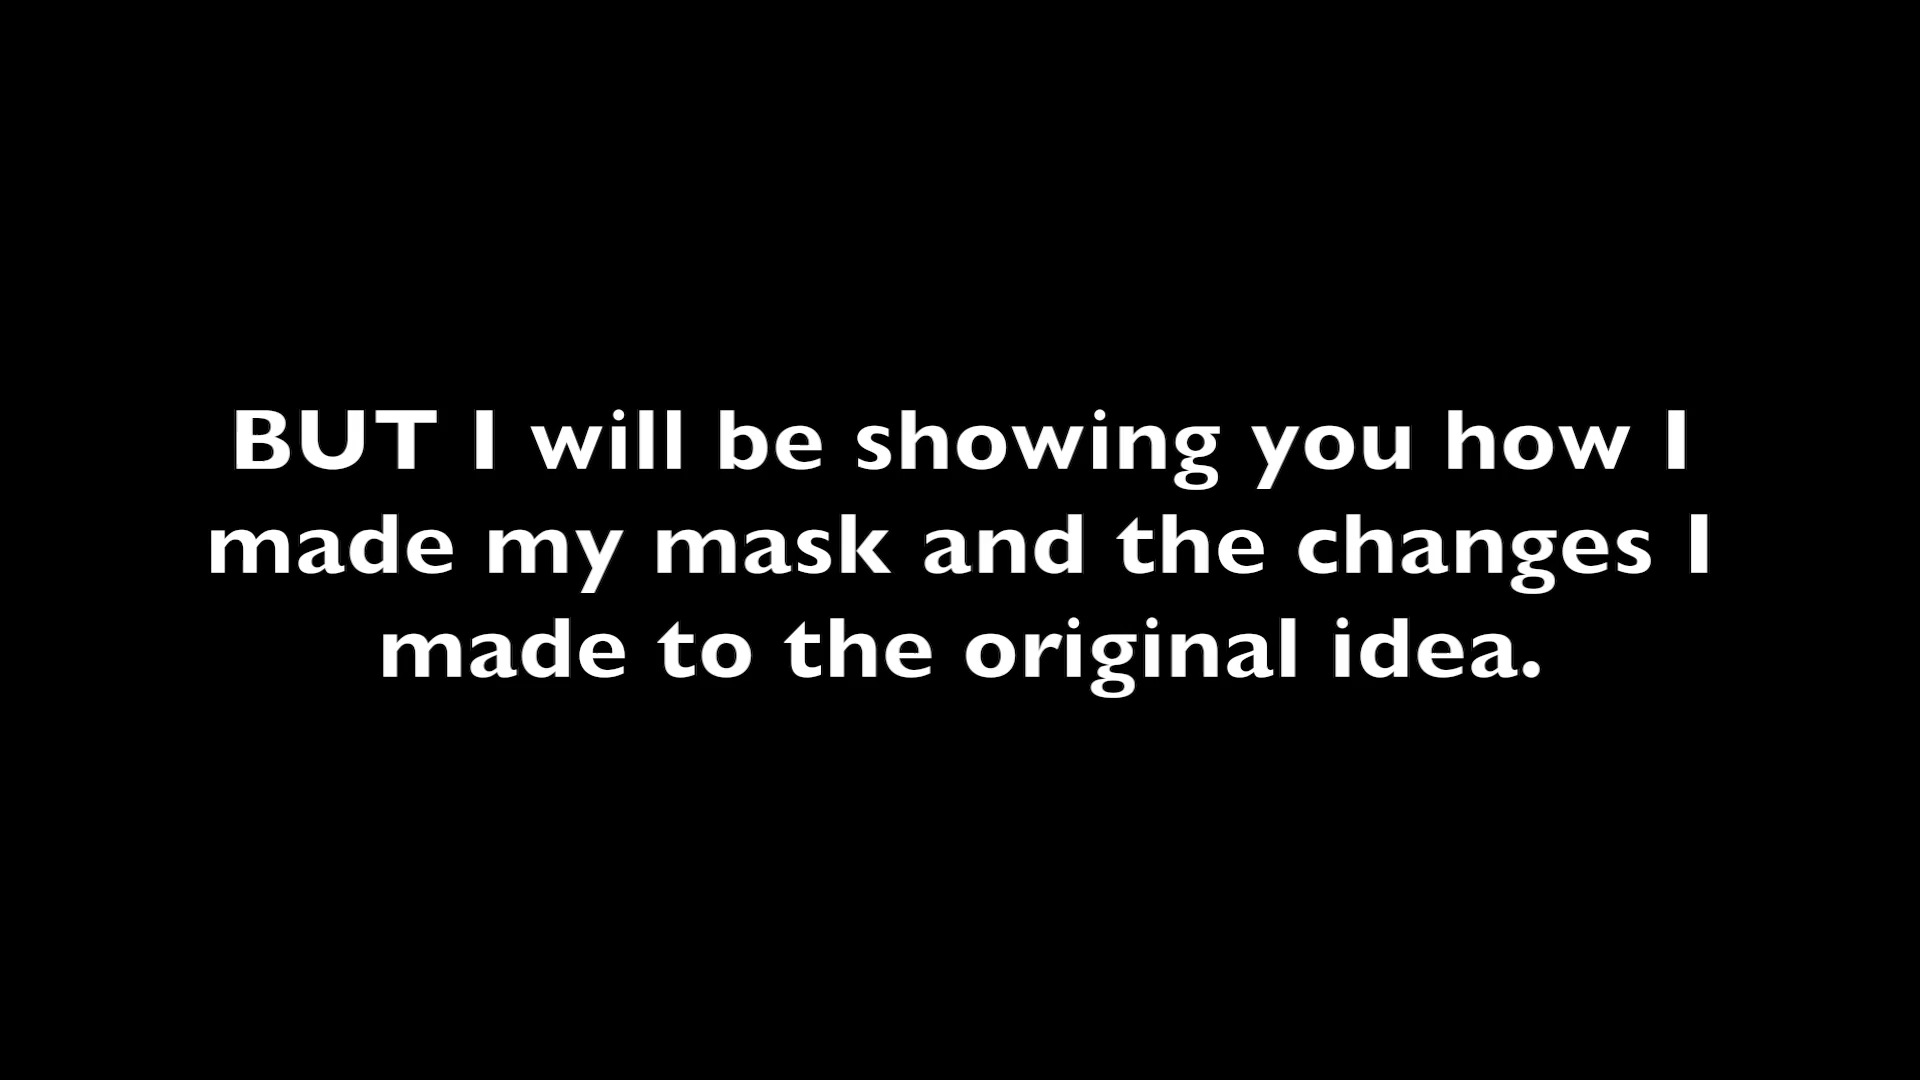 BUT I will be showing you how I
made my mask and the changes I
made to the original idea.